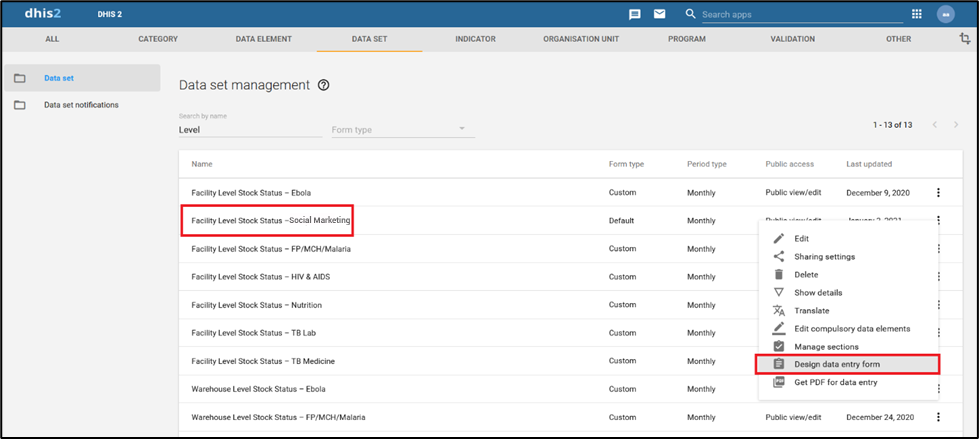 dhis2 DHIS 2 Search apps aa
ALL CATEGORY DATA ELEMENT DATA SET INDICATOR ORGANISATION UNIT PROGRAM VALIDATION OTHER
Data set
Data set notifications
Data set management
Search by name
Level Form type
1 - 13 of 13
Name Form type Period type Public access Last updated
Facility Level Stock Status – Ebola Custom Monthly Public view/edit December 9, 2020
Facility Level Stock Status –Social Marketing Default Monthly Public view/edit January 2, 2021
Facility Level Stock Status – FP/MCH/Malaria Custom Monthly
Facility Level Stock Status – HIV & AIDS Custom Monthly
Facility Level Stock Status – Nutrition Custom Monthly
Facility Level Stock Status – TB Lab Custom Monthly
Facility Level Stock Status – TB Medicine Custom Monthly
Warehouse Level Stock Status – Ebola Custom Monthly
Warehouse Level Stock Status – FP/MCH/Malaria Custom Monthly Public view/edit December 24, 2020
Edit
Sharing settings
Delete
Show details
Translate
Edit compulsory data elements
Manage sections
Design data entry form
Get PDF for data entry